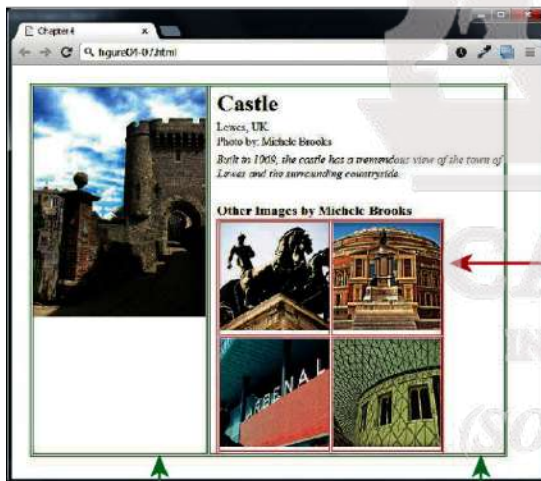 Chapter 4
figure04-07.html
Castle
Lewes, UK
Photo by: Michele Brooks
Built in 1069, the castle has a tremendous view of the town of
Lewes and the surrounding countryside.
Other Images by Michele Brooks
ARSENAL